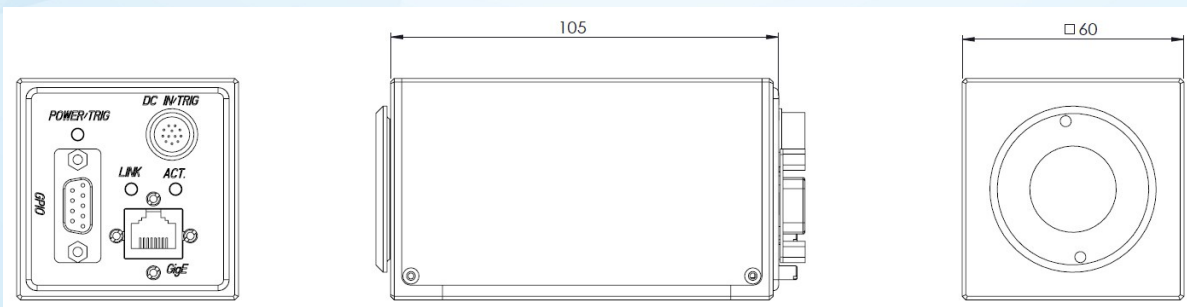 105
□ 60
DC IN/TRIG
POWER/TRIG
LINK
ACT.
GPIO
GigE